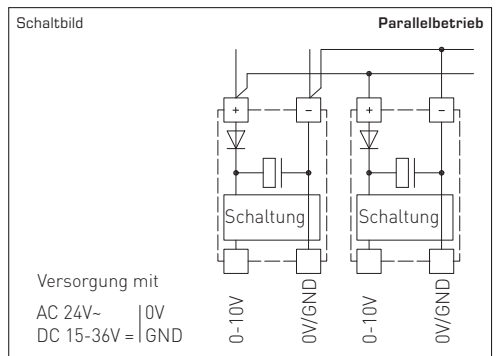 Schaltbild
Parallelbetrieb
+
–
+
–
Schaltung
Schaltung
Versorgung mit
AC 24V~ | 0V
DC 15-36V = | GND
0-10V
0V/GND
0-10V
0V/GND